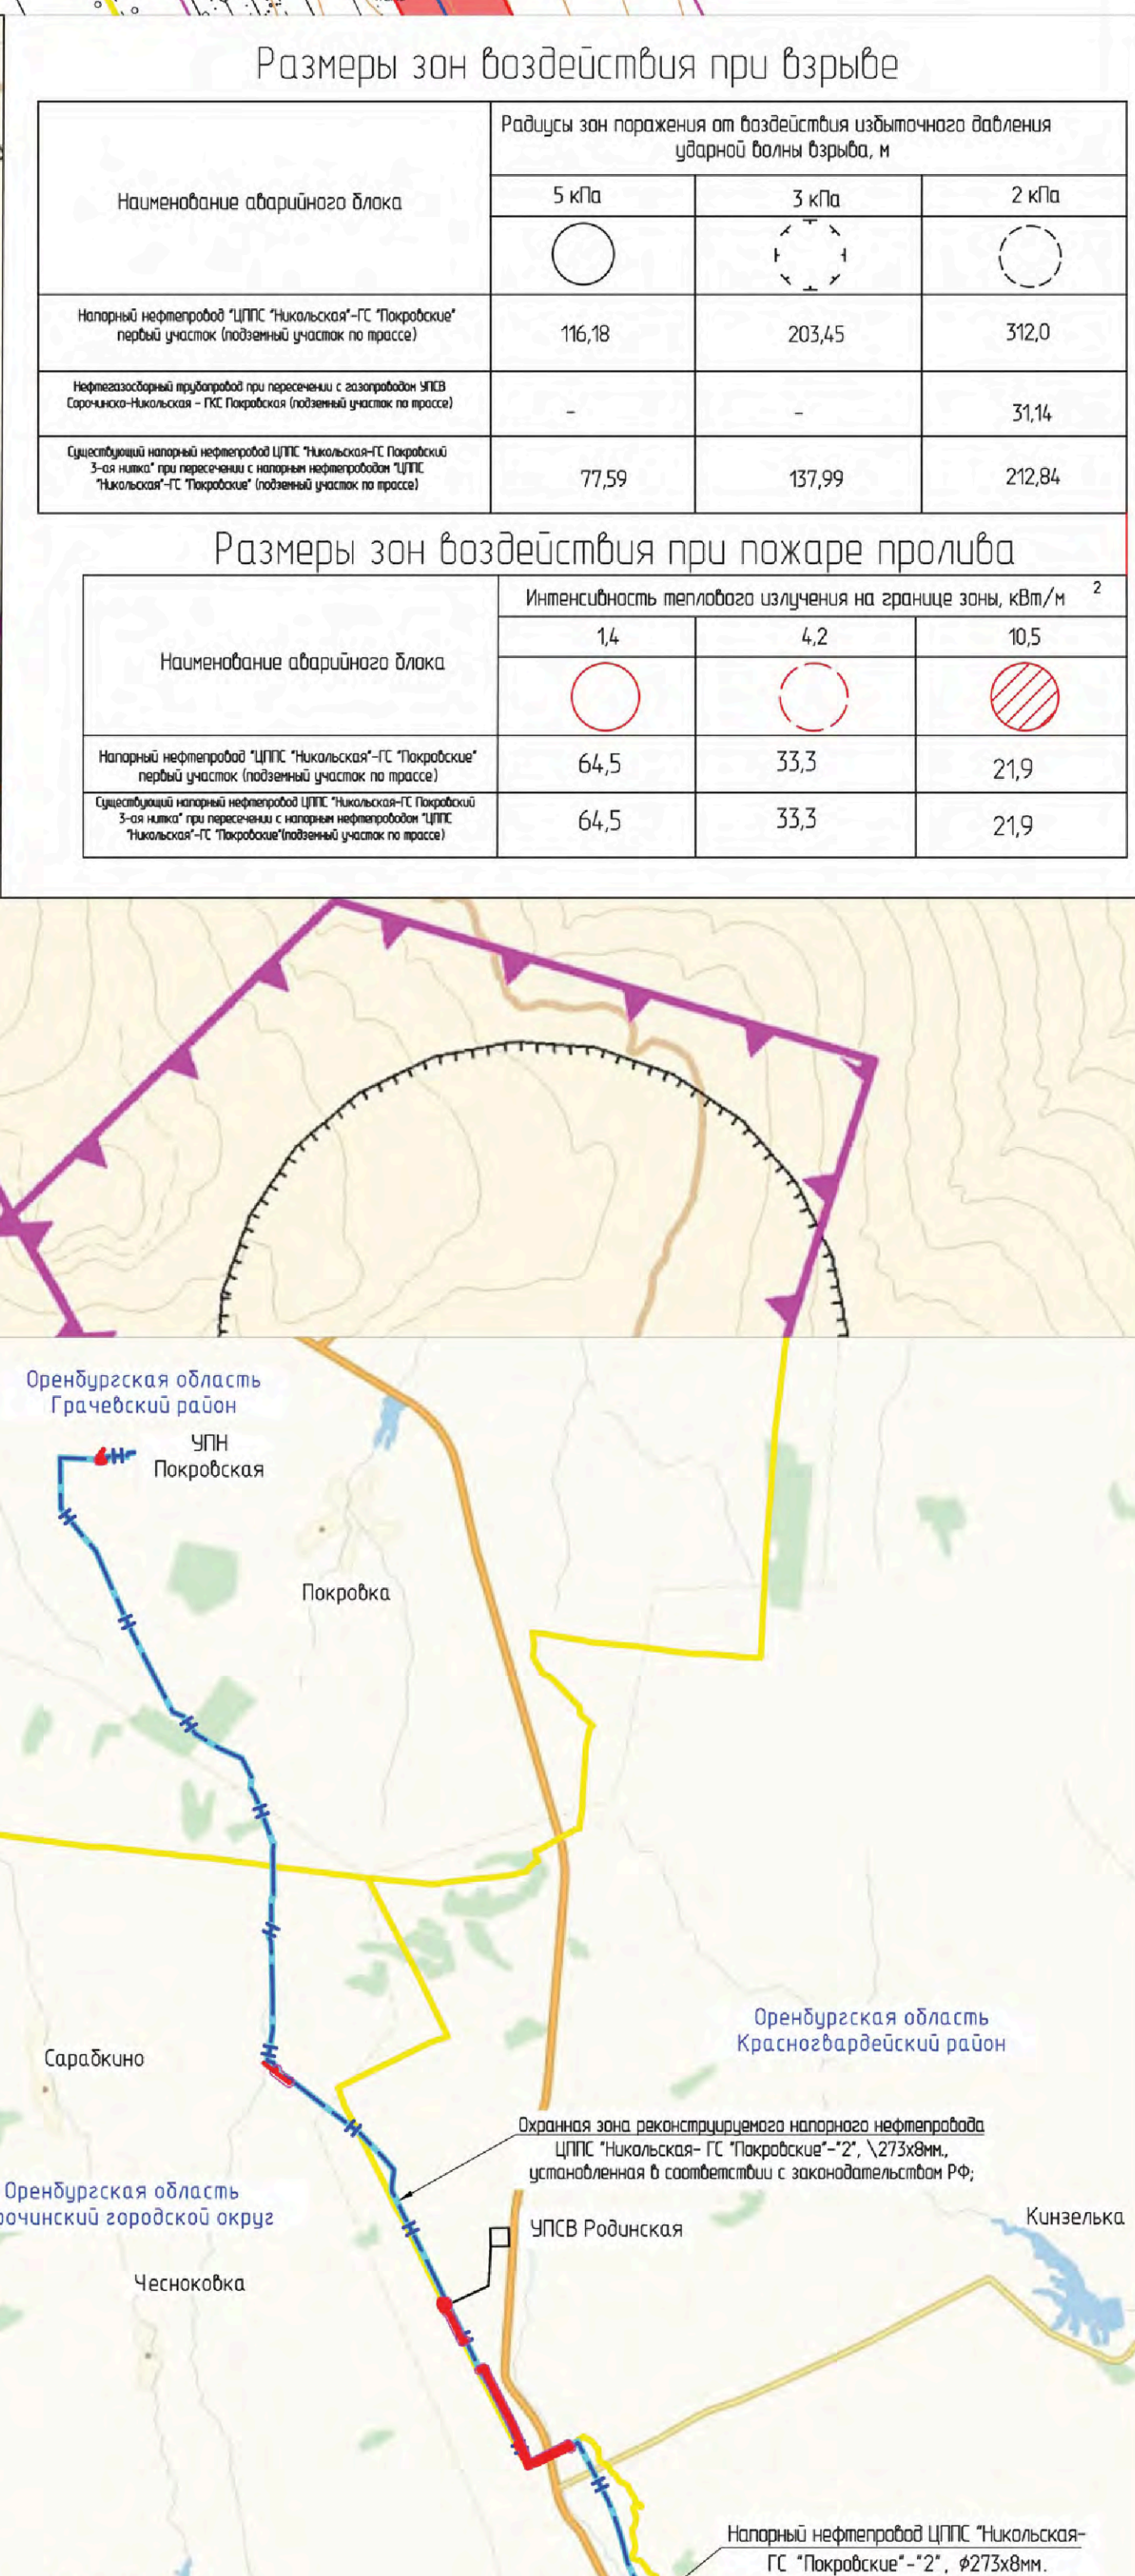 Размеры зон воздействия при взрыве
Наименование аварийного блока
Радиусы зон поражения от воздействия избыточного давления
ударной волны взрыва, м
5 кПа
3 кПа
2 кПа
Напорный нефтепровод "ЦППС "Никольская"-ГС "Покровские"
первый участок (подземный участок по трассе)
116,18
203,45
312,0
Нефтегазосборный трубопровод при пересечении с газопроводом УПСВ
Сорочинско-Никольская - ГКС Покровская (подземный участок по трассе)
-
-
31,14
Существующий напорный нефтепровод ЦППС "Никольская-ГС Покровский
3-ая нитка" при пересечении с напорным нефтепроводом "ЦППС
"Никольская"-ГС "Покровские" (подземный участок по трассе)
77,59
137,99
212,84
Размеры зон воздействия при пожаре пролива
Наименование аварийного блока
Интенсивность теплового излучения на границе зоны, кВт/м 2
1,4
4,2
10,5
Напорный нефтепровод "ЦППС "Никольская"-ГС "Покровские"
первый участок (подземный участок по трассе)
64,5
33,3
21,9
Существующий напорный нефтепровод ЦППС "Никольская-ГС Покровский
3-ая нитка" при пересечении с напорным нефтепроводом "ЦППС
"Никольская"-ГС "Покровские"(подземный участок по трассе)
64,5
33,3
21,9
Оренбургская область
Грачевский район
УПН
Покровская
Покровка
Оренбургская область
Красногвардейский район
Сарабкино
Охранная зона реконструируемого напорного нефтепровода
ЦППС "Никольская- ГС "Покровские"-"2", \273х8мм.,
установленная в соответствии с законодательством РФ;
Оренбургская область
рочинский городской округ
УПСВ Родинская
Кинзелька
Чесноковка
Напорный нефтепровод ЦППС "Никольская-
ГС "Покровские"-"2", ⌀273х8мм.